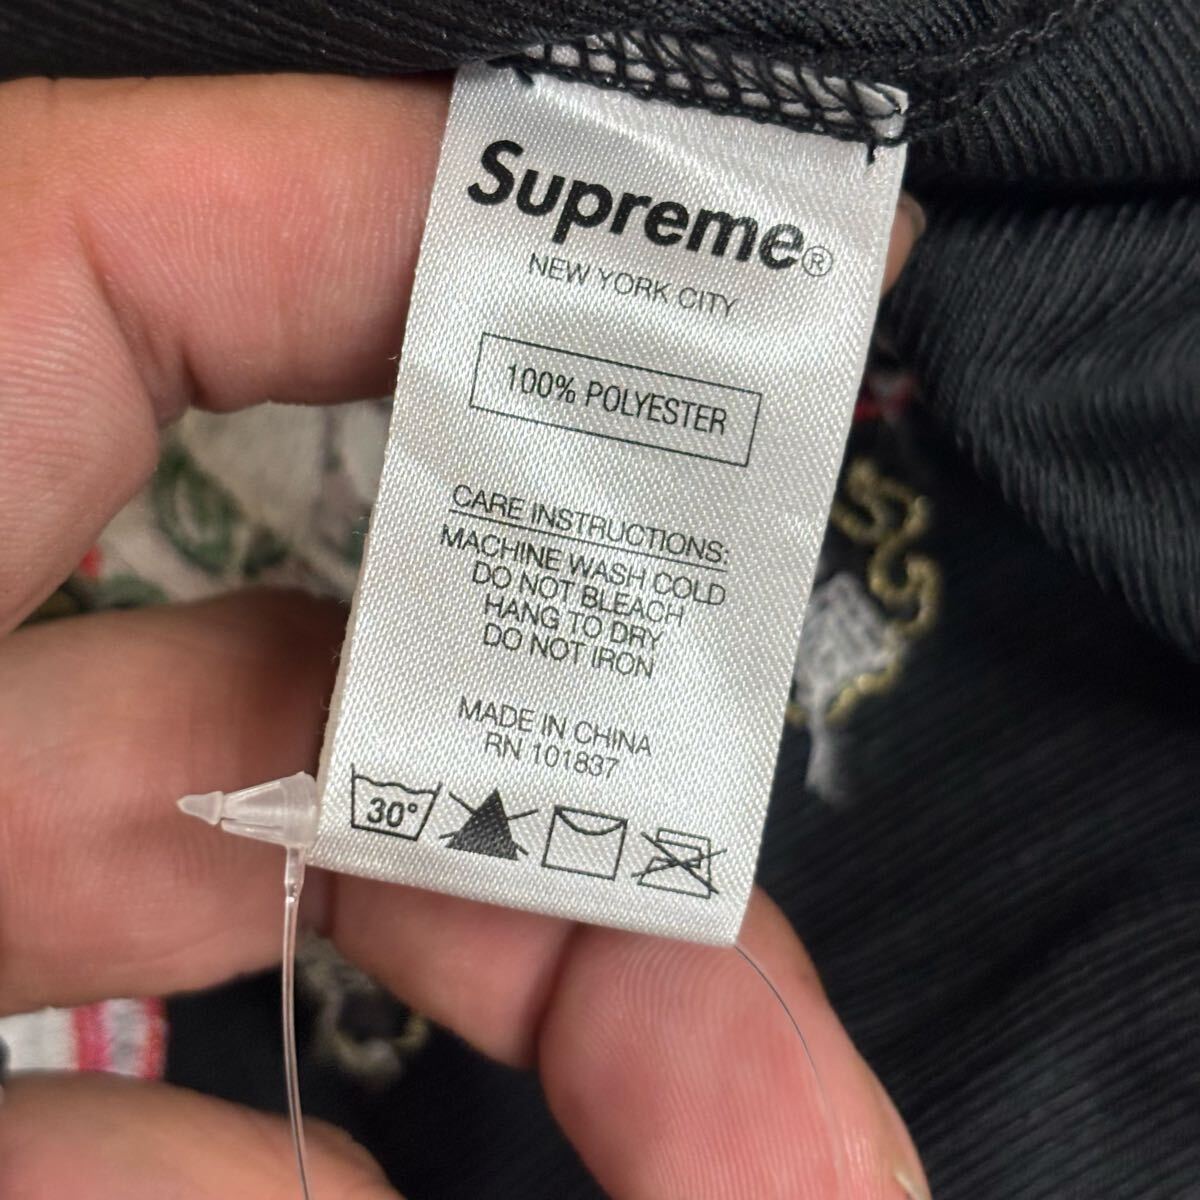 Supreme®
NEW YORK CITY
100% POLYESTER
CARE INSTRUCTIONS:
MACHINE WASH COLD
DO NOT BLEACH
HANG TO DRY
DO NOT IRON
MADE IN CHINA
RN 101837
30°